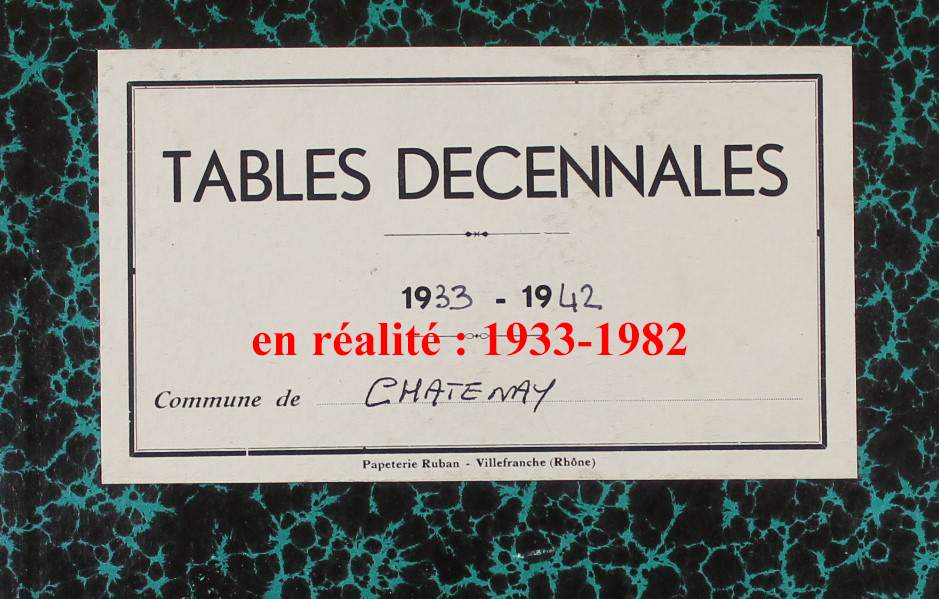 TABLES DECENNALES
1933 - 1942
en réalité : 1933-1982
Commune de CHATENAY
Papeterie Ruban - Villefranche (Rhône)